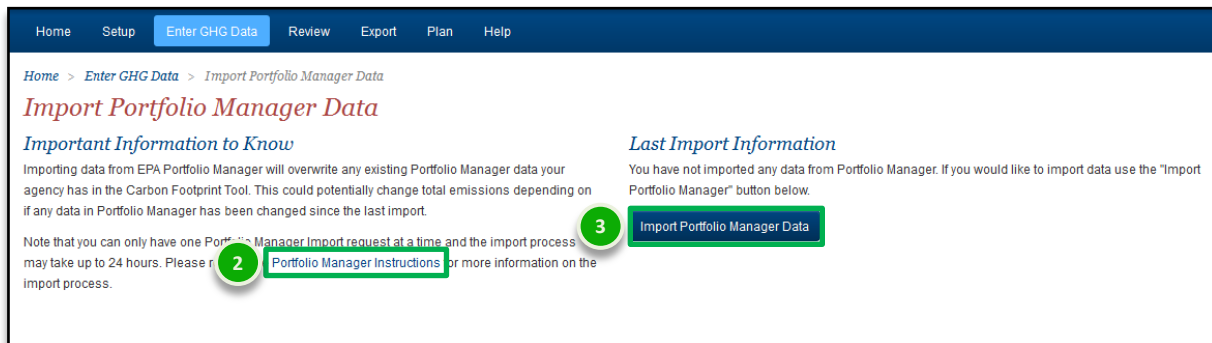 Home Setup Enter GHG Data Review Export Plan Help
Home > Enter GHG Data > Import Portfolio Manager Data
Import Portfolio Manager Data
Important Information to Know
Importing data from EPA Portfolio Manager will overwrite any existing Portfolio Manager data your
agency has in the Carbon Footprint Tool. This could potentially change total emissions depending on
if any data in Portfolio Manager has been changed since the last import.
Note that you can only have one Portfolio Manager Import request at a time and the import process
may take up to 24 hours. Please 2 Portfolio Manager Instructions for more information on the
import process.
Last Import Information
You have not imported any data from Portfolio Manager. If you would like to import data use the "Import
Portfolio Manager" button below.
3 Import Portfolio Manager Data